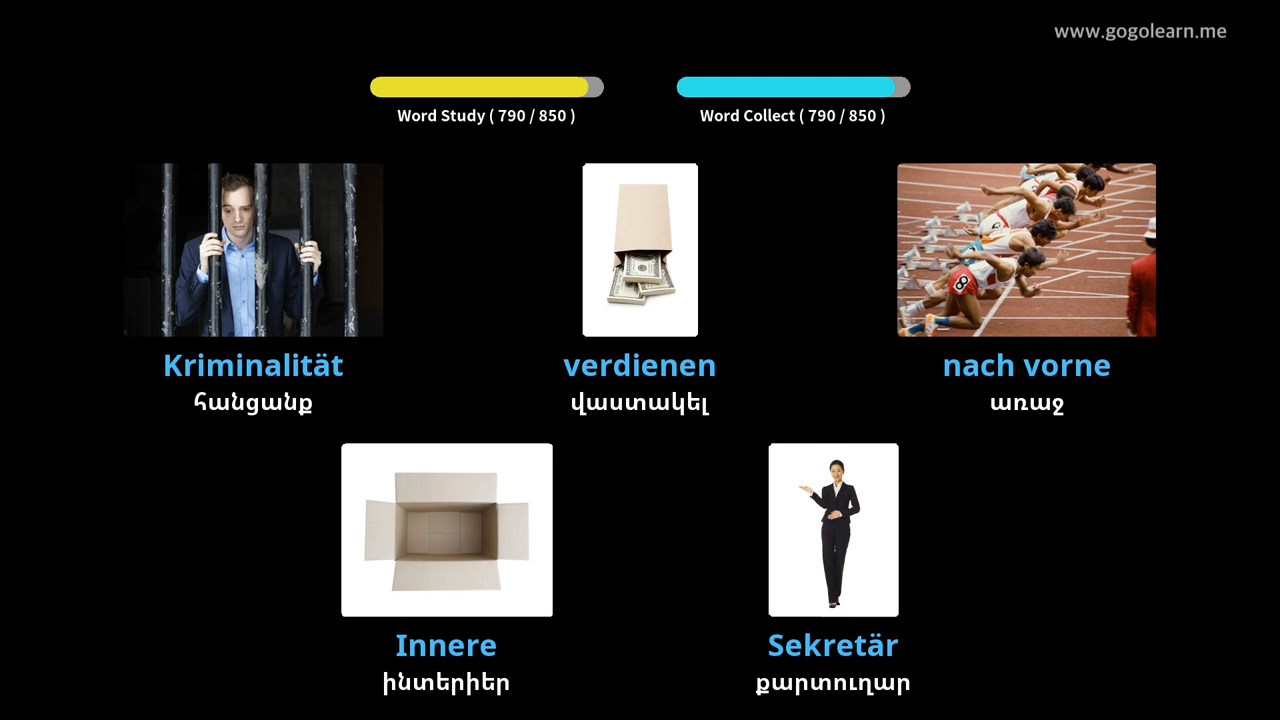 www.gogolearn.me
Word Study ( 790 / 850 )
Word Collect ( 790 / 850 )
Kriminalität
հանցանք
verdienen
վաստակել
nach vorne
առաջ
Innere
ինտերիեր
Sekretär
քարտուղար